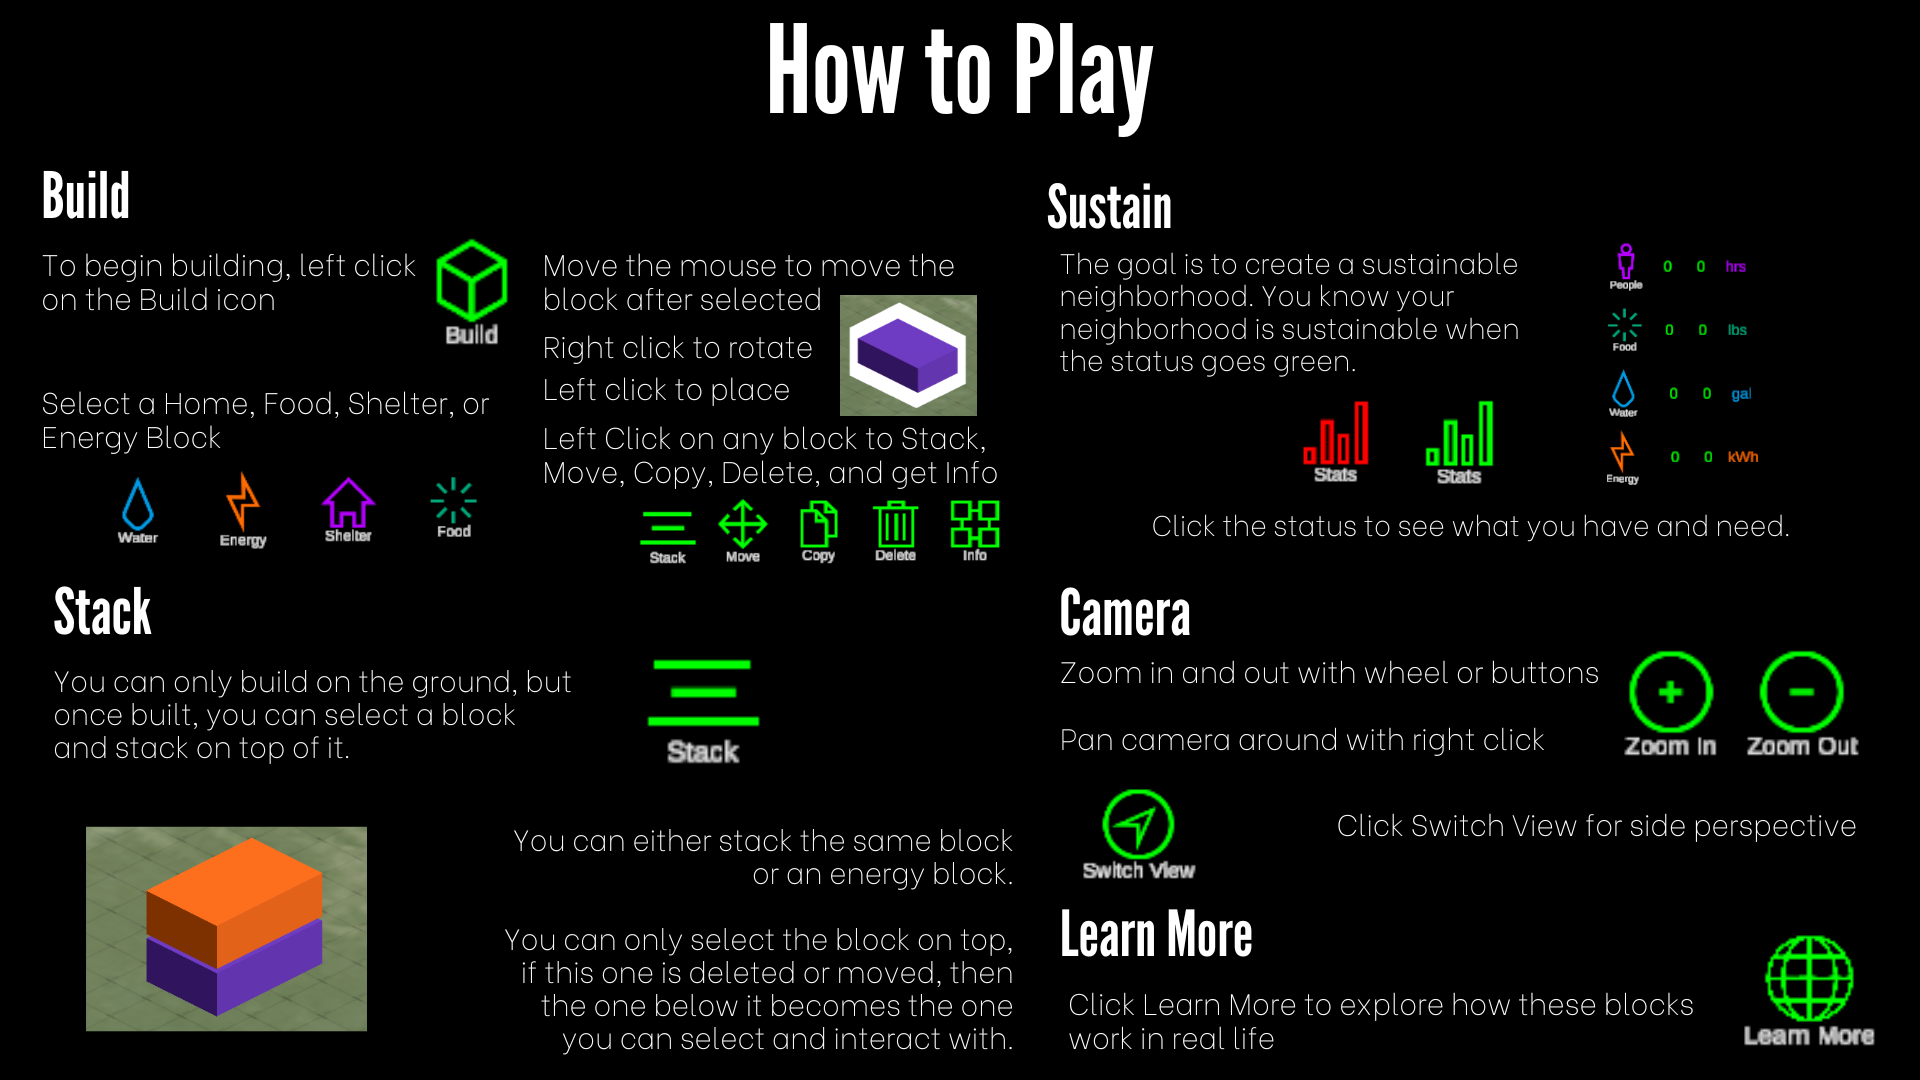 How to Play
Build
To begin building, left click
on the Build icon
Build
Select a Home, Food, Shelter, or
Energy Block
Water
Energy
Shelter
Food
Move the mouse to move the
block after selected
Right click to rotate
Left click to place
Left Click on any block to Stack,
Move, Copy, Delete, and get Info
Stack
Move
Copy
Delete
Info
Stack
You can only build on the ground, but
once built, you can select a block
and stack on top of it.
Stack
You can either stack the same block
or an energy block.
You can only select the block on top,
if this one is deleted or moved, then
the one below it becomes the one
you can select and interact with.
Sustain
The goal is to create a sustainable
neighborhood. You know your
neighborhood is sustainable when
the status goes green.
Stats
Stats
People 0 0 hrs
Food 0 0 lbs
Water 0 0 gal
Energy 0 0 kWh
Click the status to see what you have and need.
Camera
Zoom in and out with wheel or buttons
Pan camera around with right click
Zoom In
Zoom Out
Switch View
Click Switch View for side perspective
Learn More
Click Learn More to explore how these blocks
work in real life
Learn More